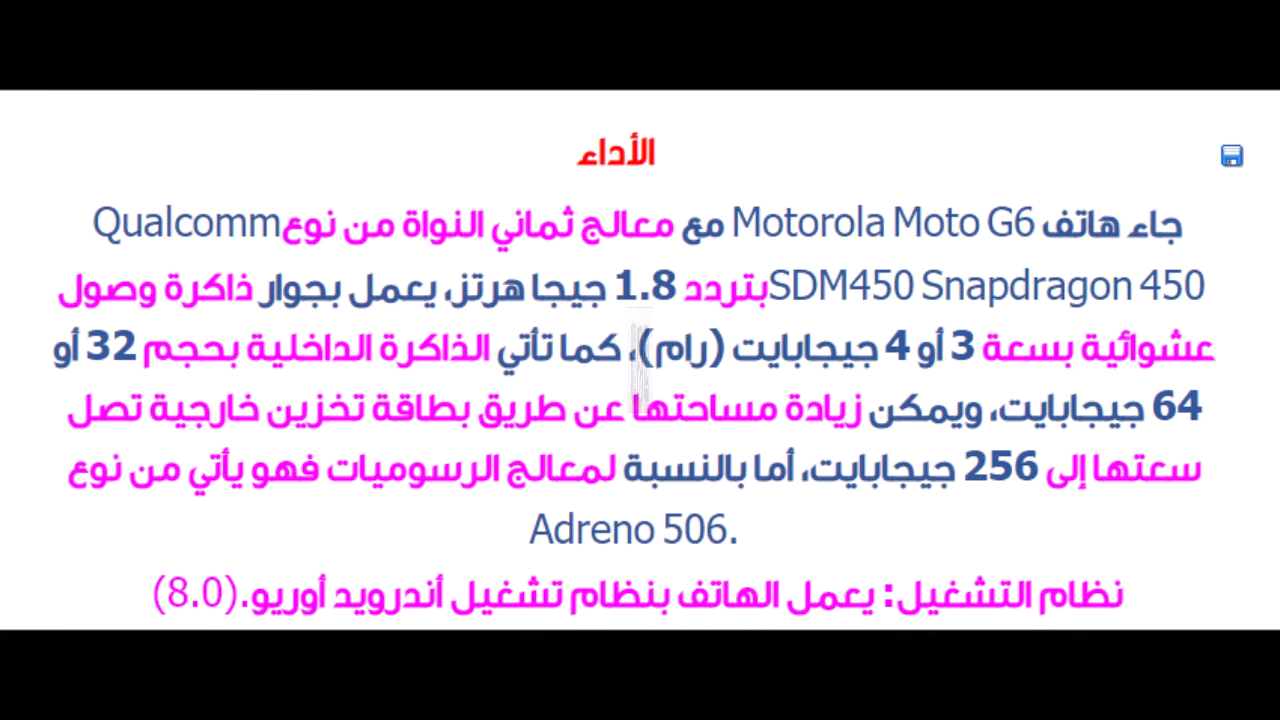 الأداء
جاء هاتف Motorola Moto G6 مع معالج ثماني النواة من نوعQualcomm
SDM450 Snapdragon 450بتردد 1.8 جيجا هرتز، يعمل بجوار ذاكرة وصول
عشوائية بسعة 3 أو 4 جيجابايت (رام)، كما تأتي الذاكرة الداخلية بحجم 32 أو
64 جيجابايت، ويمكن زيادة مساحتها عن طريق بطاقة تخزين خارجية تصل
سعتها إلى 256 جيجابايت، أما بالنسبة لمعالج الرسوميات فهو يأتي من نوع
Adreno 506.
نظام التشغيل: يعمل الهاتف بنظام تشغيل أندرويد أوريو.(8.0)